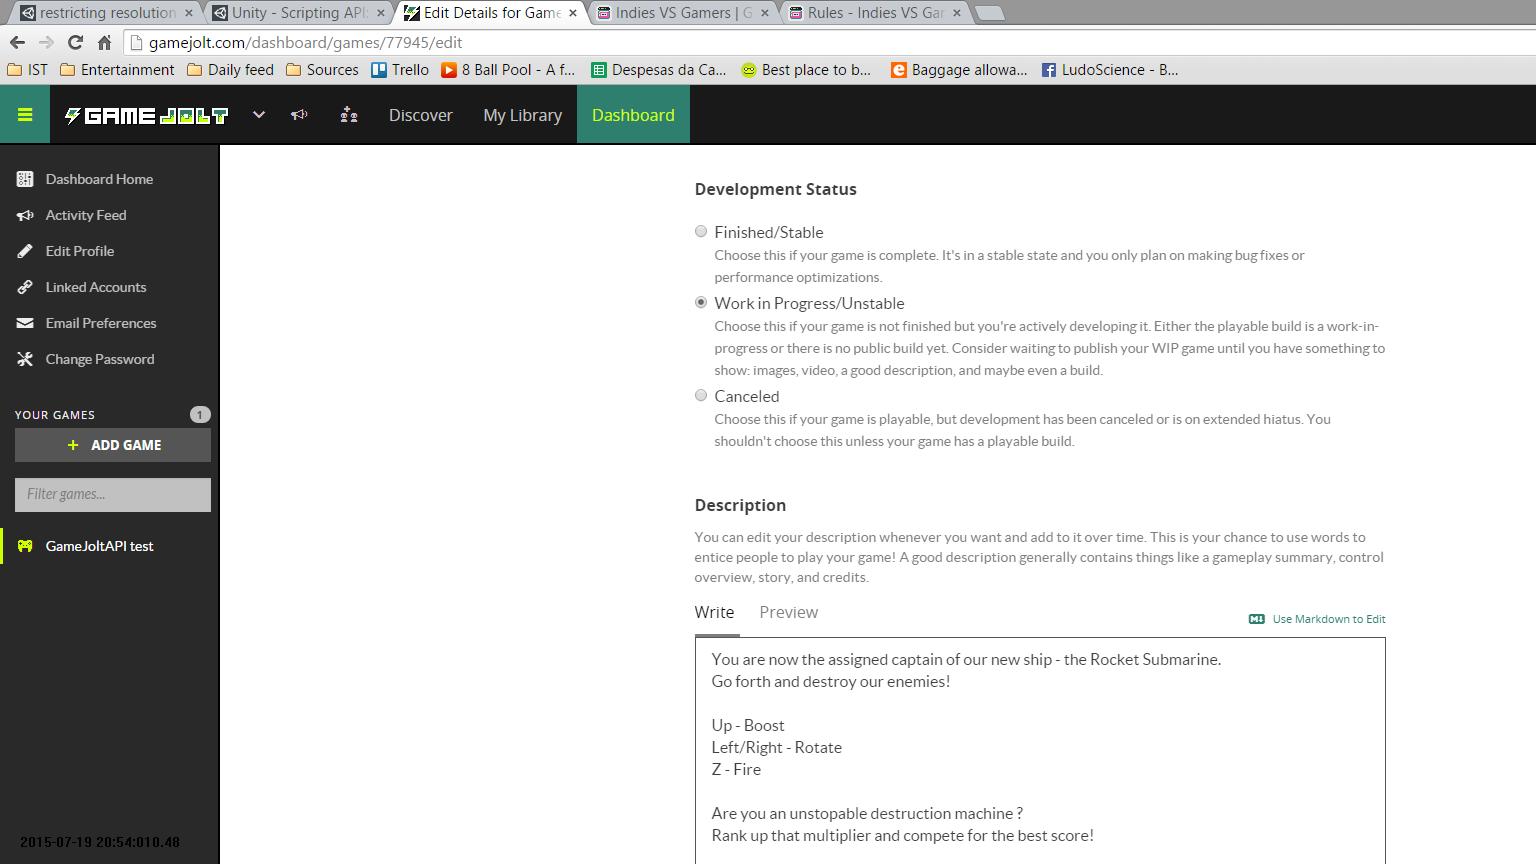 restricting resolution
Unity - Scripting API:
Edit Details for Game
Indies VS Gamers | G
Rules - Indies VS Gar
gamejolt.com/dashboard/games/77945/edit
IST
Entertainment
Daily feed
Sources
Trello
8 Ball Pool - A f...
Despesas da Ca...
Best place to b...
Baggage allowa...
LudoScience - B...
GAME JOLT
Discover
My Library
Dashboard
Dashboard Home
Activity Feed
Edit Profile
Linked Accounts
Email Preferences
Change Password
YOUR GAMES
1
+ ADD GAME
Filter games...
GameJoltAPI test
2015-07-19 20:54:010.48
Development Status
Finished/Stable
Choose this if your game is complete. It's in a stable state and you only plan on making bug fixes or
performance optimizations.
Work in Progress/Unstable
Choose this if your game is not finished but you're actively developing it. Either the playable build is a work-in-
progress or there is no public build yet. Consider waiting to publish your WIP game until you have something to
show: images, video, a good description, and maybe even a build.
Canceled
Choose this if your game is playable, but development has been canceled or is on extended hiatus. You
shouldn't choose this unless your game has a playable build.
Description
You can edit your description whenever you want and add to it over time. This is your chance to use words to
entice people to play your game! A good description generally contains things like a gameplay summary, control
overview, story, and credits.
Write
Preview
Use Markdown to Edit
You are now the assigned captain of our new ship - the Rocket Submarine.
Go forth and destroy our enemies!
Up - Boost
Left/Right - Rotate
Z - Fire
Are you an unstopable destruction machine ?
Rank up that multiplier and compete for the best score!